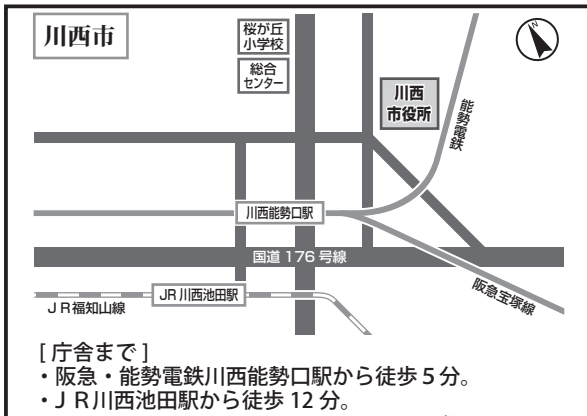 川西市
桜が丘
小学校
総合
センター
N
川西
市役所
能勢電鉄
川西能勢口駅
国道 176 号線
阪急宝塚線
JR川西池田駅
ＪＲ福知山線
［庁舎まで］
・阪急・能勢電鉄川西能勢口駅から徒歩５分。
・ＪＲ川西池田駅から徒歩 12 分。